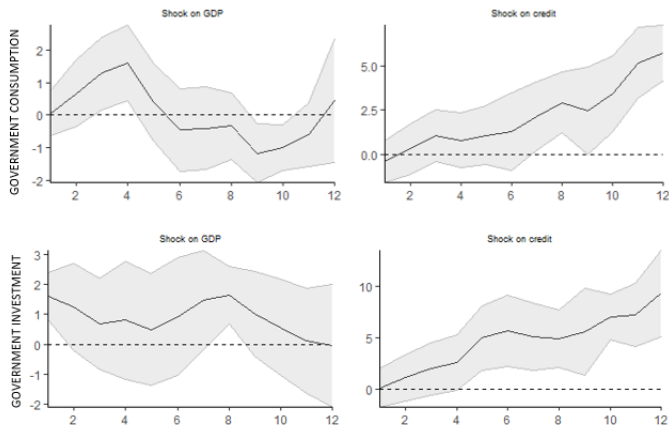 Shock on GDP
Shock on credit
GOVERNMENT CONSUMPTION
2
1
0
-1
-2
2 4 6 8 10 12
5.0
2.5
0.0
2 4 6 8 10 12
Shock on GDP
Shock on credit
GOVERNMENT INVESTMENT
3
2
1
0
-1
-2
2 4 6 8 10 12
10
5
0
2 4 6 8 10 12